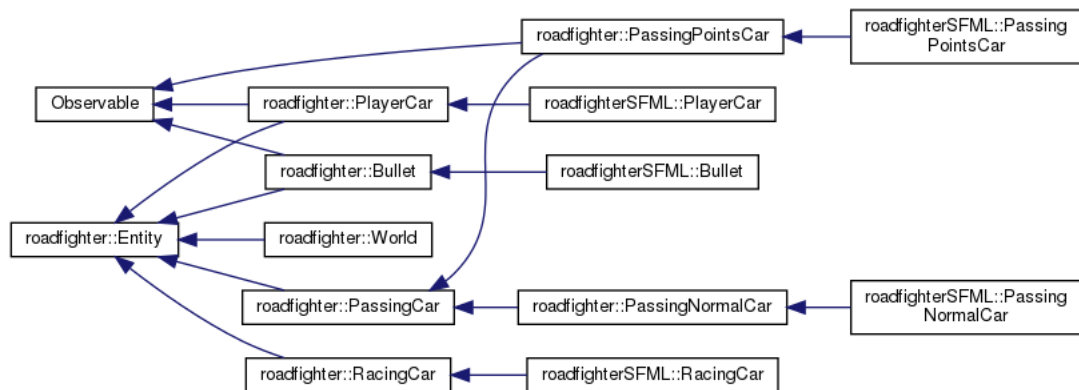 roadfighter::PassingPointsCar
roadfighterSFML::Passing
PointsCar
Observable
roadfighter::PlayerCar
roadfighterSFML::PlayerCar
roadfighter::Bullet
roadfighterSFML::Bullet
roadfighter::Entity
roadfighter::World
roadfighter::PassingCar
roadfighter::PassingNormalCar
roadfighterSFML::Passing
NormalCar
roadfighter::RacingCar
roadfighterSFML::RacingCar